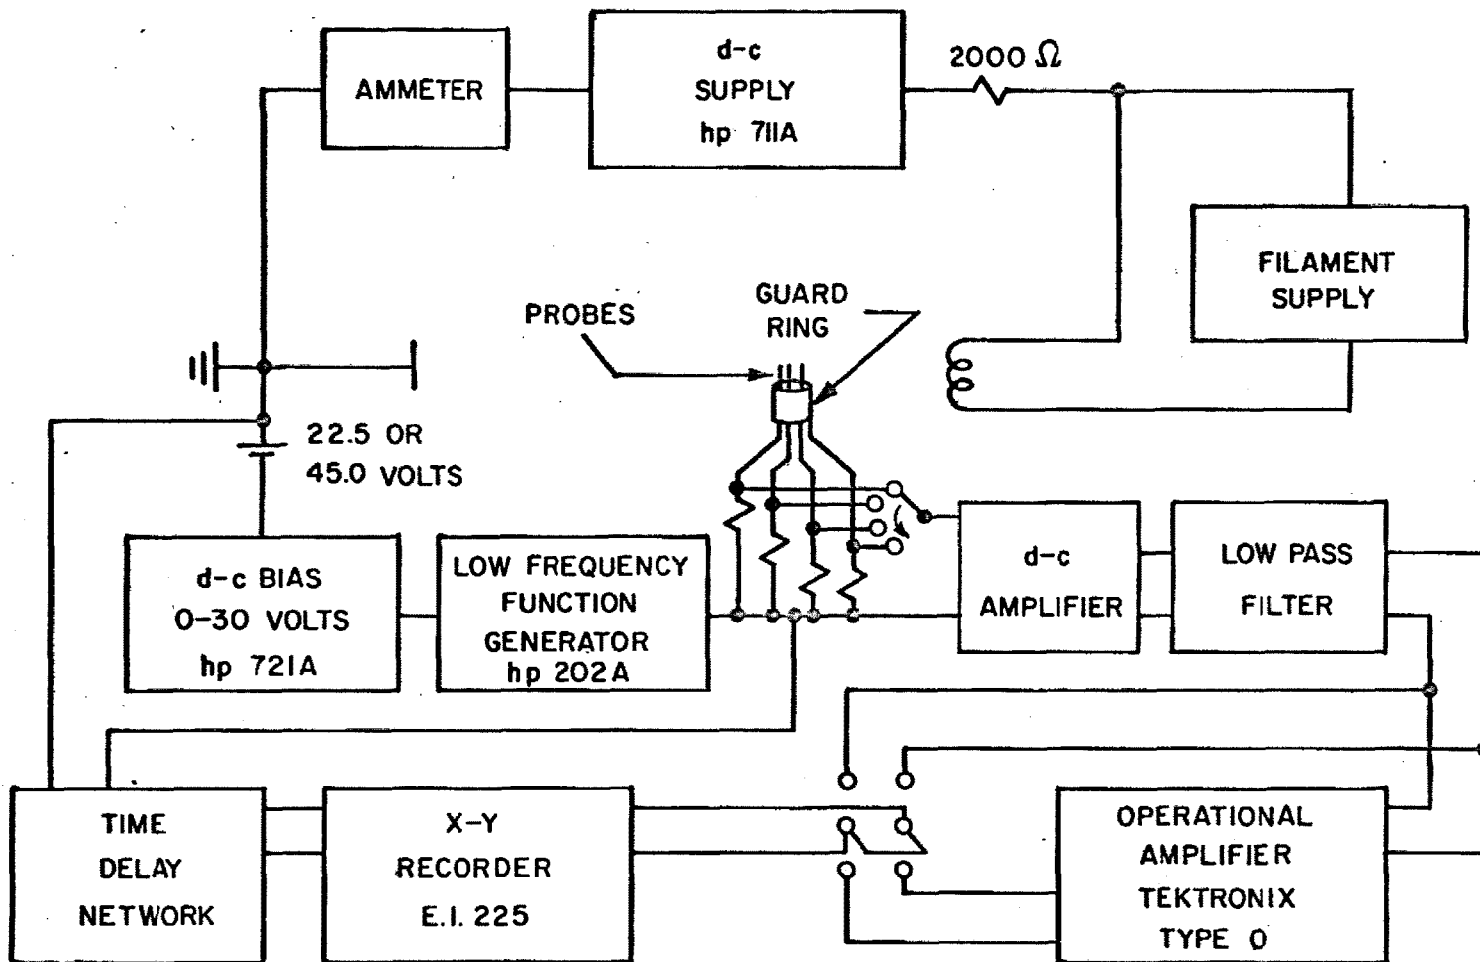 AMMETER
d-c
SUPPLY
hp 711A
2000 Ω
FILAMENT
SUPPLY
PROBES
GUARD
RING
22.5 OR
45.0 VOLTS
d-c BIAS
0-30 VOLTS
hp 721A
LOW FREQUENCY
FUNCTION
GENERATOR
hp 202A
d-c
AMPLIFIER
LOW PASS
FILTER
TIME
DELAY
NETWORK
X-Y
RECORDER
E.I. 225
OPERATIONAL
AMPLIFIER
TEKTRONIX
TYPE O